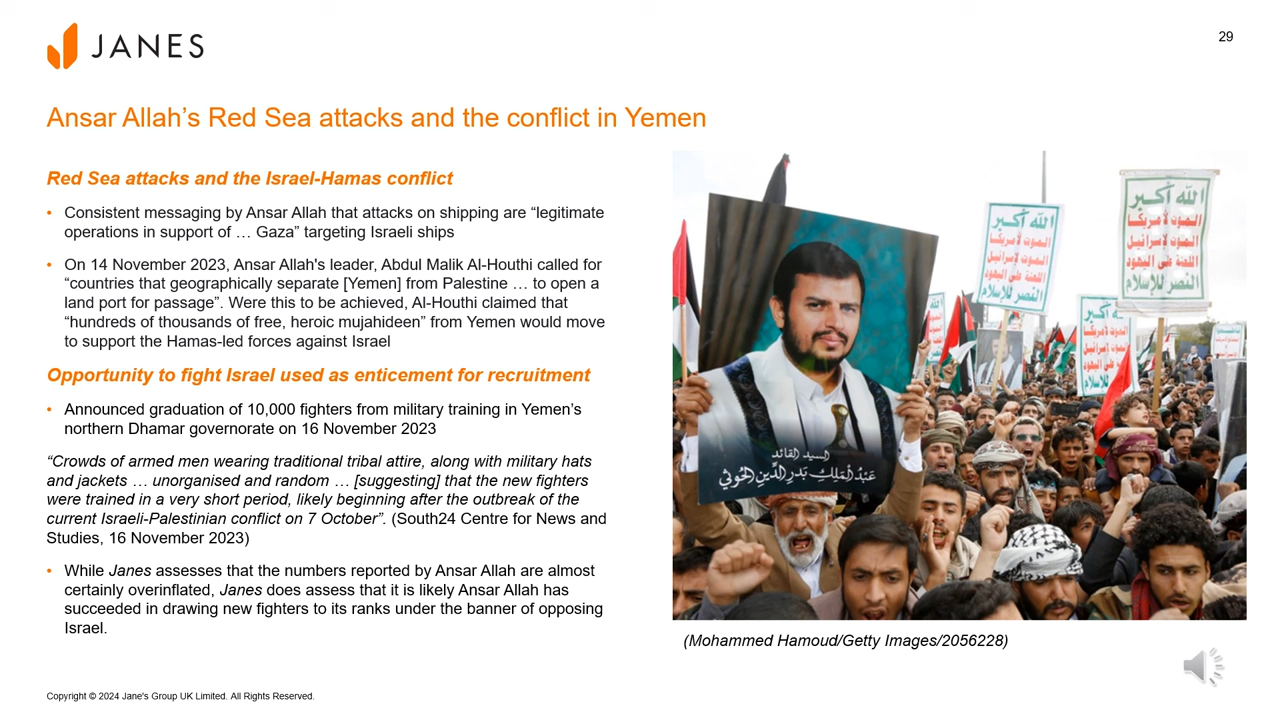 JANES
29
Ansar Allah’s Red Sea attacks and the conflict in Yemen
Red Sea attacks and the Israel-Hamas conflict
• Consistent messaging by Ansar Allah that attacks on shipping are “legitimate
operations in support of … Gaza” targeting Israeli ships
• On 14 November 2023, Ansar Allah's leader, Abdul Malik Al-Houthi called for
“countries that geographically separate [Yemen] from Palestine … to open a
land port for passage”. Were this to be achieved, Al-Houthi claimed that
“hundreds of thousands of free, heroic mujahideen” from Yemen would move
to support the Hamas-led forces against Israel
Opportunity to fight Israel used as enticement for recruitment
• Announced graduation of 10,000 fighters from military training in Yemen’s
northern Dhamar governorate on 16 November 2023
“Crowds of armed men wearing traditional tribal attire, along with military hats
and jackets … unorganised and random … [suggesting] that the new fighters
were trained in a very short period, likely beginning after the outbreak of the
current Israeli-Palestinian conflict on 7 October”. (South24 Centre for News and
Studies, 16 November 2023)
• While Janes assesses that the numbers reported by Ansar Allah are almost
certainly overinflated, Janes does assess that it is likely Ansar Allah has
succeeded in drawing new fighters to its ranks under the banner of opposing
Israel.
السيد القائد
عبدالملك بدرالدين الحوثي
الله أكبر
الموت لأمريكا
الموت لإسرائيل
اللعنة على اليهود
النصر للإسلام
الله أكبر
الموت لأمريكا
الموت لإسرائيل
اللعنة على اليهود
النصر للإسلام
(Mohammed Hamoud/Getty Images/2056228)
Copyright © 2024 Jane's Group UK Limited. All Rights Reserved.